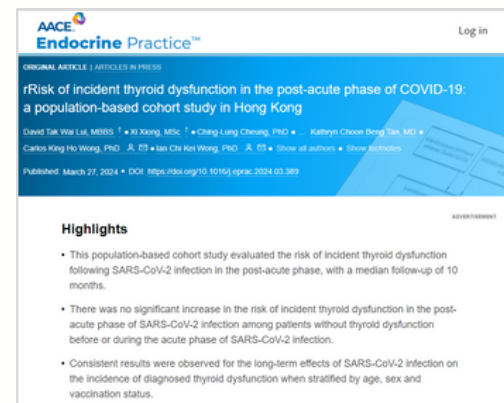 AACE
Log in
Endocrine Practice™
ORIGINAL ARTICLE | ARTICLES IN PRESS
rRisk of incident thyroid dysfunction in the post-acute phase of COVID-19:
a population-based cohort study in Hong Kong
David Tak Wai Lui, MBBS † • Xi Xiong, MSc † • Ching-Lung Cheung, PhD • ... Kathryn Choon Beng Tan, MD •
Carlos King Ho Wong, PhD • Ian Chi Kei Wong, PhD • Show all authors • Show footnotes
Published: March 27, 2024 • DOI: https://doi.org/10.1016/j.eprac.2024.03.389
ADVERTISEMENT
Highlights
• This population-based cohort study evaluated the risk of incident thyroid dysfunction
following SARS-CoV-2 infection in the post-acute phase, with a median follow-up of 10
months.
• There was no significant increase in the risk of incident thyroid dysfunction in the post-
acute phase of SARS-CoV-2 infection among patients without thyroid dysfunction
before or during the acute phase of SARS-CoV-2 infection.
• Consistent results were observed for the long-term effects of SARS-CoV-2 infection on
the incidence of diagnosed thyroid dysfunction when stratified by age, sex and
vaccination status.